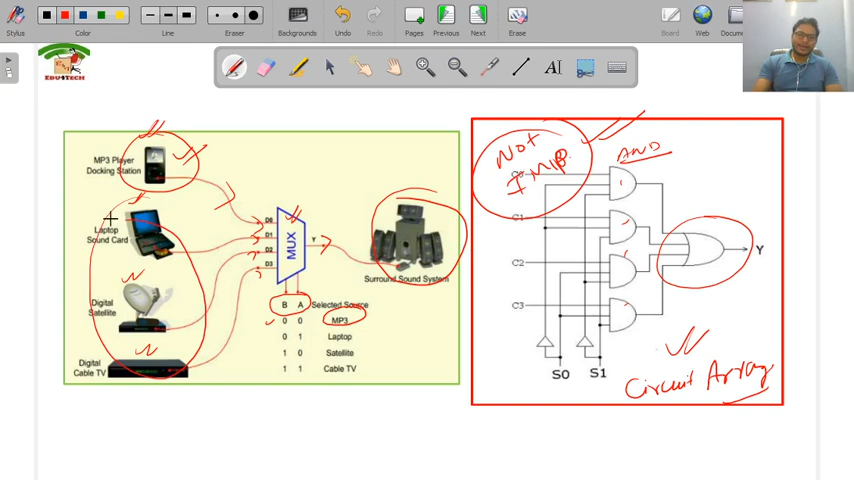 Stylus
Color
Line
Eraser
Backgrounds
Undo
Redo
Pages
Previous
Next
Erase
Board
Web
Docume
EDU4TECH
MP3 Player
Docking Station
Laptop
Sound Card
Digital
Satellite
Digital
Cable TV
D0
D1
D2
D3
MUX
Y
Surround Sound System
B A Selected Source
0 0 MP3
0 1 Laptop
1 0 Satellite
1 1 Cable TV
Not
IMP
AND
C0
C1
C2
C3
Y
S0 S1
Circuit Array